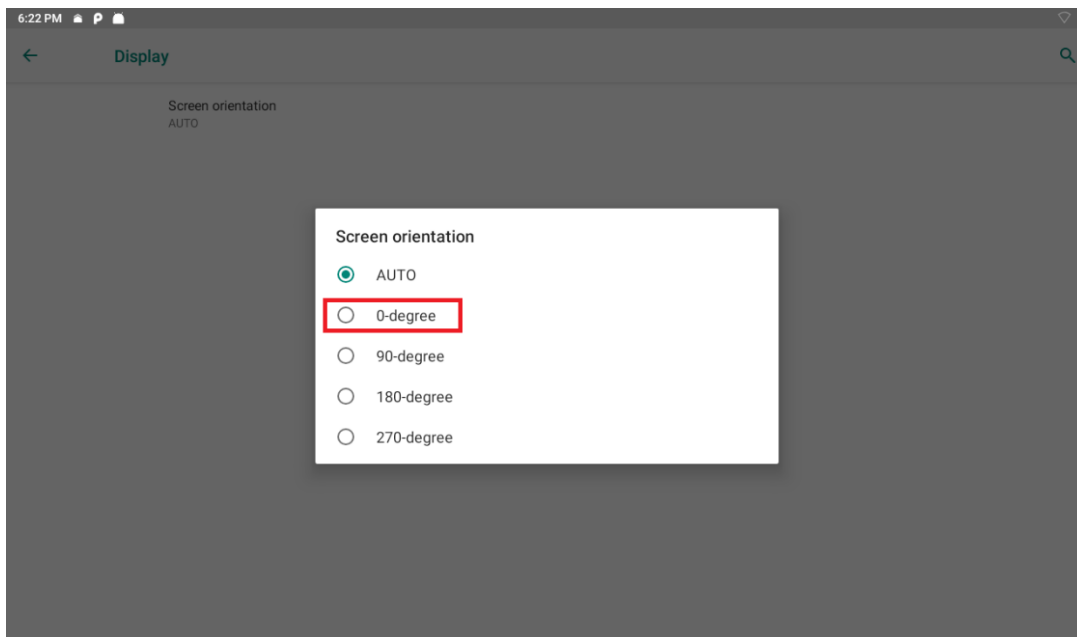 6:22 PM
Display
Screen orientation
AUTO
Screen orientation
AUTO
0-degree
90-degree
180-degree
270-degree